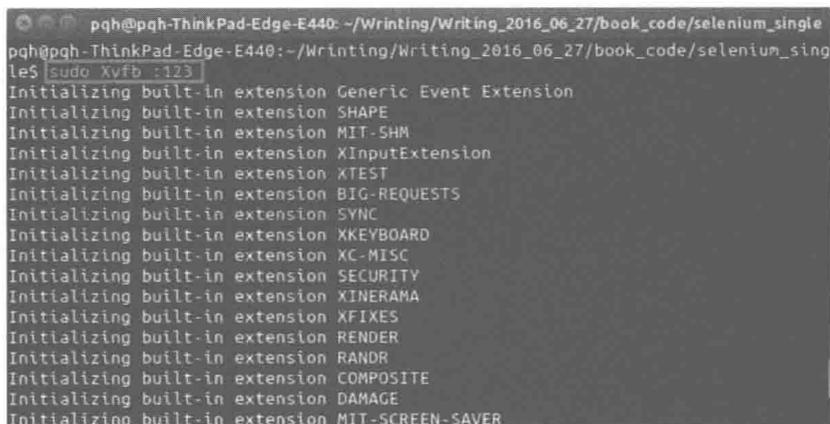 pqh@pqh-ThinkPad-Edge-E440: ~/Wrinting/Writing_2016_06_27/book_code/selenium_single
pqh@pqh-ThinkPad-Edge-E440:~/Wrinting/Writing_2016_06_27/book_code/selenium_sing
le$ sudo Xvfb :123
Initializing built-in extension Generic Event Extension
Initializing built-in extension SHAPE
Initializing built-in extension MIT-SHM
Initializing built-in extension XInputExtension
Initializing built-in extension XTEST
Initializing built-in extension BIG-REQUESTS
Initializing built-in extension SYNC
Initializing built-in extension XKEYBOARD
Initializing built-in extension XC-MISC
Initializing built-in extension SECURITY
Initializing built-in extension XINERAMA
Initializing built-in extension XFIXES
Initializing built-in extension RENDER
Initializing built-in extension RANDR
Initializing built-in extension COMPOSITE
Initializing built-in extension DAMAGE
Initializing built-in extension MIT-SCREEN-SAVER